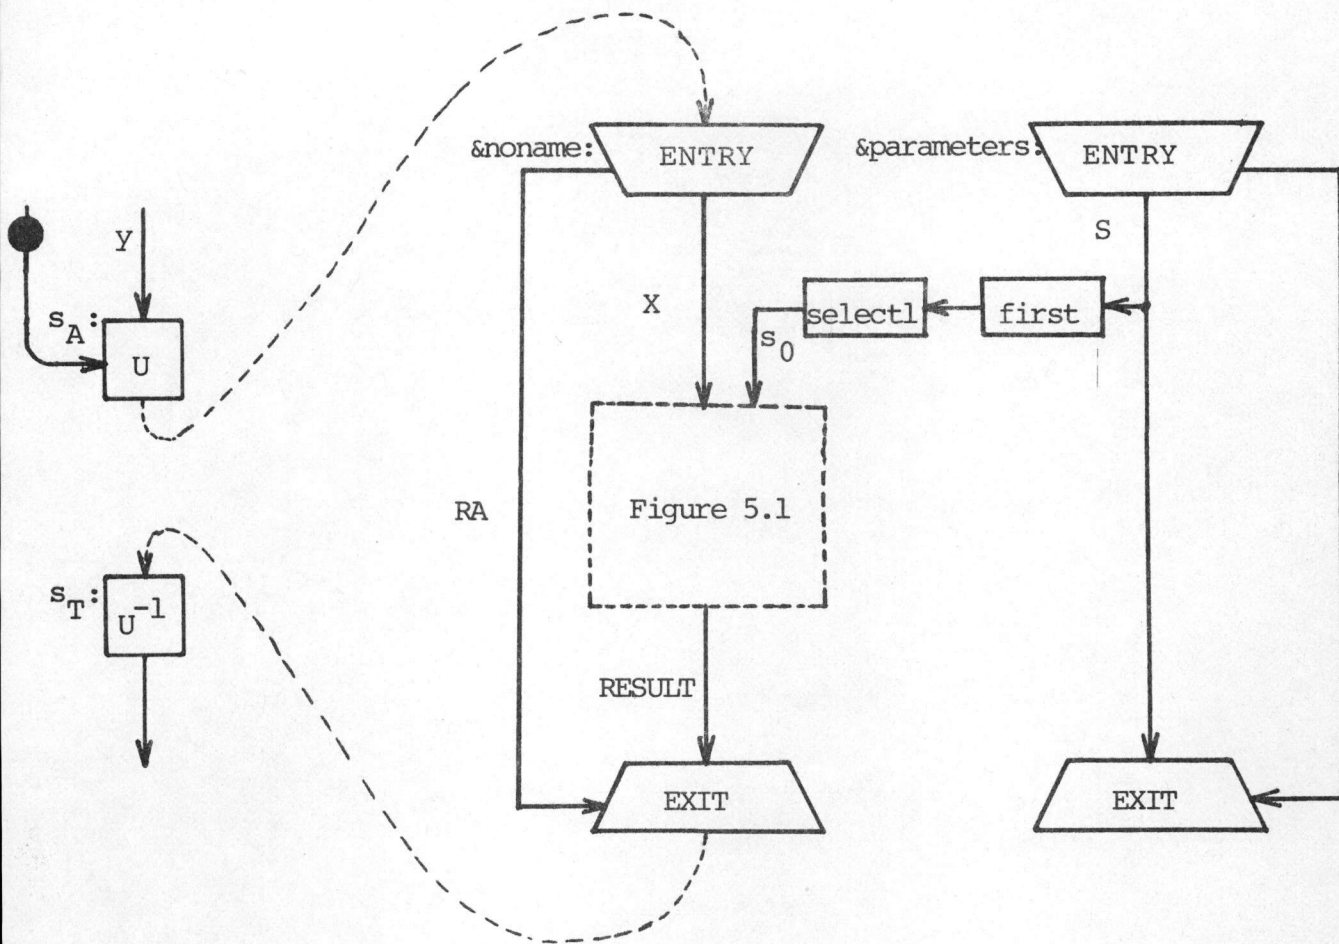 &noname:
ENTRY
&parameters:
ENTRY
Y
S
X
selectl
first
s_A:
s_0
U
RA
Figure 5.1
s_T:
U^-1
RESULT
EXIT
EXIT